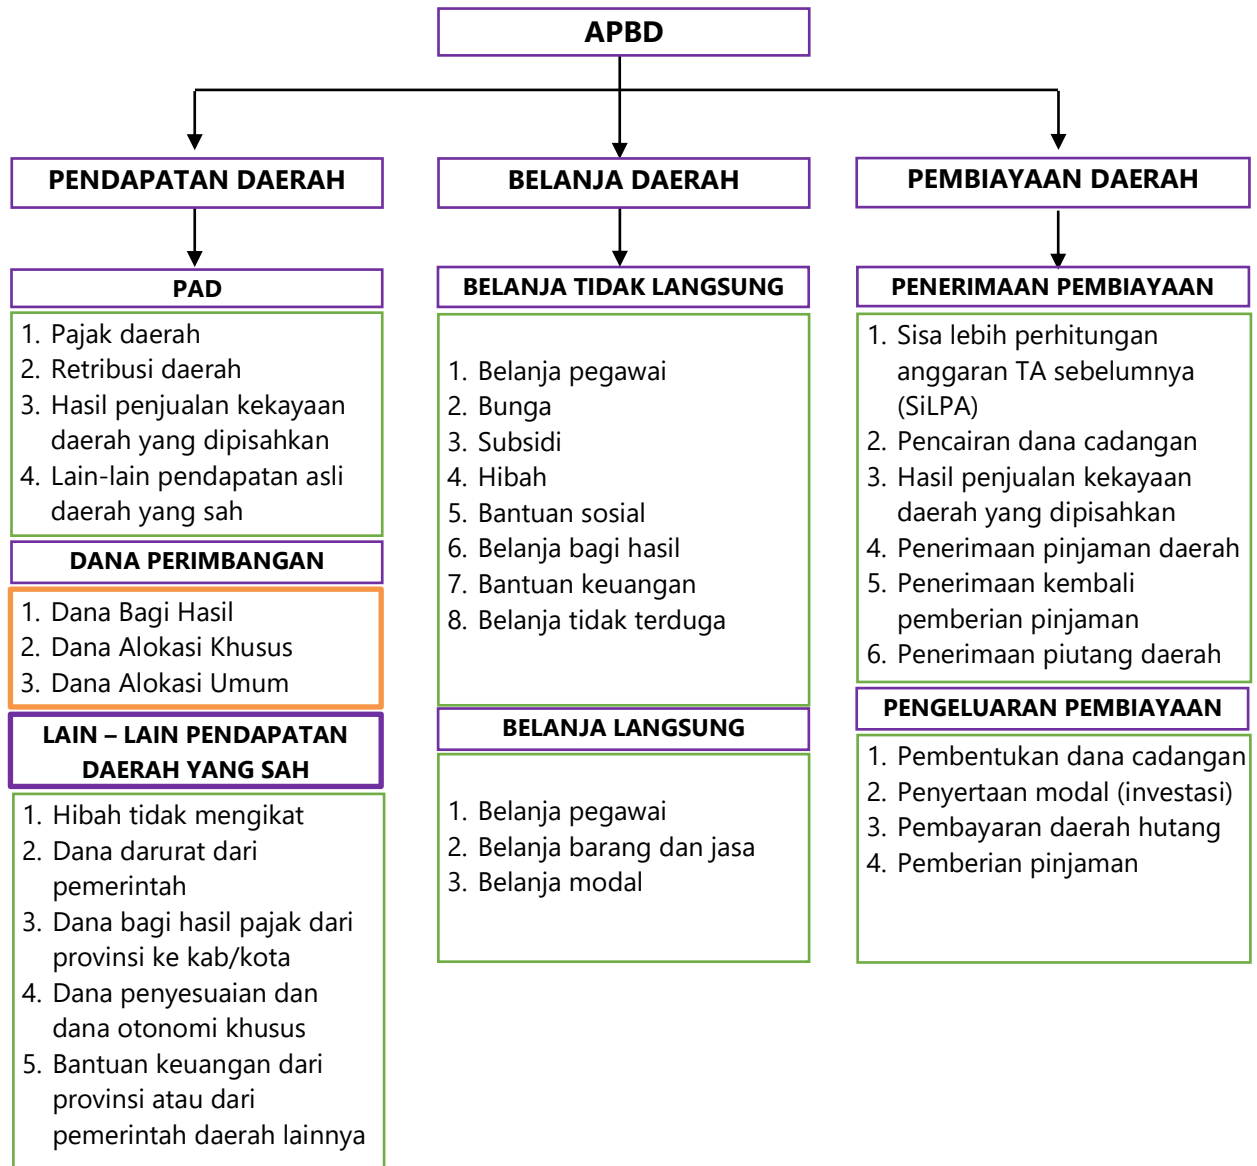 APBD
PENDAPATAN DAERAH
PAD
1. Pajak daerah
2. Retribusi daerah
3. Hasil penjualan kekayaan
daerah yang dipisahkan
4. Lain-lain pendapatan asli
daerah yang sah
DANA PERIMBANGAN
1. Dana Bagi Hasil
2. Dana Alokasi Khusus
3. Dana Alokasi Umum
LAIN – LAIN PENDAPATAN
DAERAH YANG SAH
1. Hibah tidak mengikat
2. Dana darurat dari
pemerintah
3. Dana bagi hasil pajak dari
provinsi ke kab/kota
4. Dana penyesuaian dan
dana otonomi khusus
5. Bantuan keuangan dari
provinsi atau dari
pemerintah daerah lainnya
BELANJA DAERAH
BELANJA TIDAK LANGSUNG
1. Belanja pegawai
2. Bunga
3. Subsidi
4. Hibah
5. Bantuan sosial
6. Belanja bagi hasil
7. Bantuan keuangan
8. Belanja tidak terduga
BELANJA LANGSUNG
1. Belanja pegawai
2. Belanja barang dan jasa
3. Belanja modal
PEMBIAYAAN DAERAH
PENERIMAAN PEMBIAYAAN
1. Sisa lebih perhitungan
anggaran TA sebelumnya
(SiLPA)
2. Pencairan dana cadangan
3. Hasil penjualan kekayaan
daerah yang dipisahkan
4. Penerimaan pinjaman daerah
5. Penerimaan kembali
pemberian pinjaman
6. Penerimaan piutang daerah
PENGELUARAN PEMBIAYAAN
1. Pembentukan dana cadangan
2. Penyertaan modal (investasi)
3. Pembayaran daerah hutang
4. Pemberian pinjaman